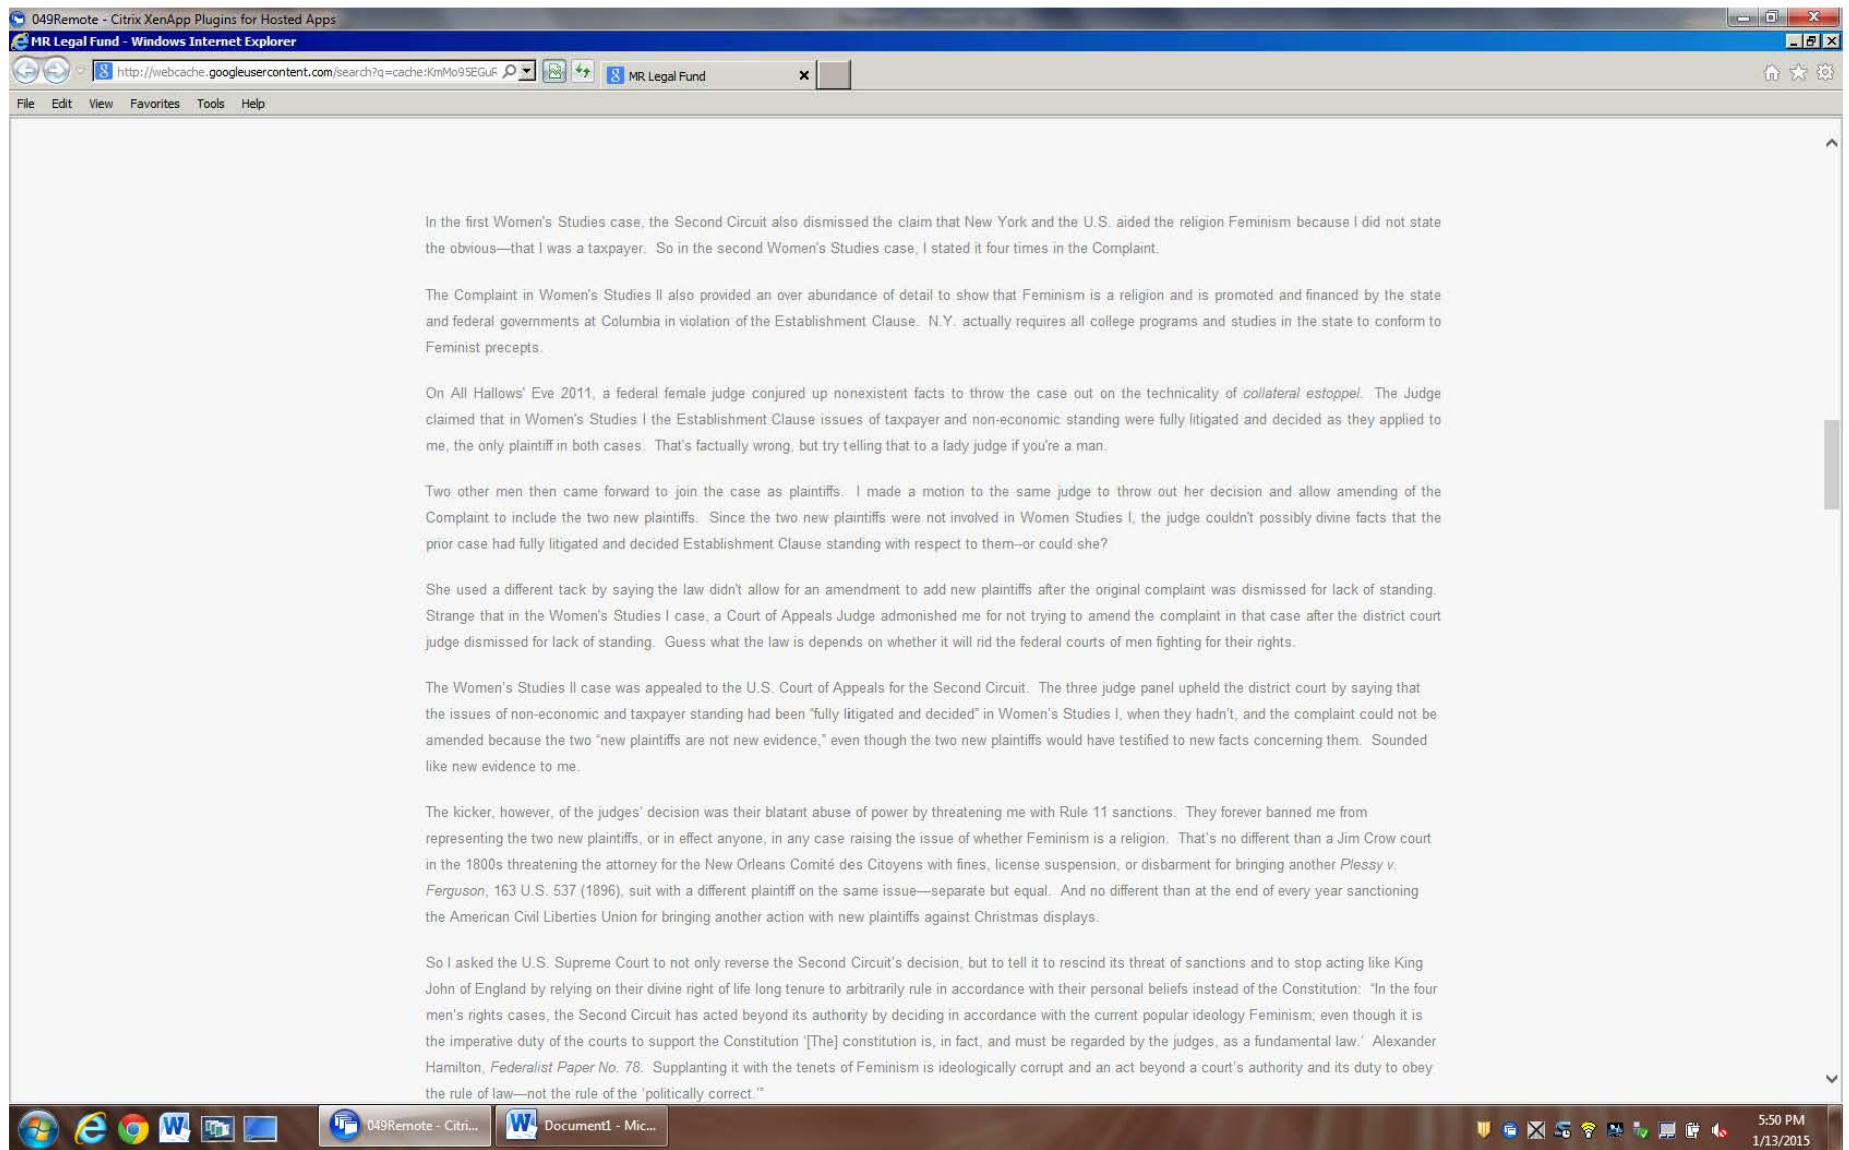 049Remote - Citrix XenApp Plugins for Hosted Apps
MR Legal Fund - Windows Internet Explorer
http://webcache.googleusercontent.com/search?q=cache:KmMo95EGuF
MR Legal Fund
File Edit View Favorites Tools Help
In the first Women's Studies case, the Second Circuit also dismissed the claim that New York and the U.S. aided the religion Feminism because I did not state
the obvious—that I was a taxpayer. So in the second Women's Studies case, I stated it four times in the Complaint.
The Complaint in Women's Studies II also provided an over abundance of detail to show that Feminism is a religion and is promoted and financed by the state
and federal governments at Columbia in violation of the Establishment Clause. N.Y. actually requires all college programs and studies in the state to conform to
Feminist precepts.
On All Hallows' Eve 2011, a federal female judge conjured up nonexistent facts to throw the case out on the technicality of collateral estoppel. The Judge
claimed that in Women's Studies I the Establishment Clause issues of taxpayer and non-economic standing were fully litigated and decided as they applied to
me, the only plaintiff in both cases. That's factually wrong, but try telling that to a lady judge if you're a man.
Two other men then came forward to join the case as plaintiffs. I made a motion to the same judge to throw out her decision and allow amending of the
Complaint to include the two new plaintiffs. Since the two new plaintiffs were not involved in Women Studies I, the judge couldn't possibly divine facts that the
prior case had fully litigated and decided Establishment Clause standing with respect to them--or could she?
She used a different tack by saying the law didn't allow for an amendment to add new plaintiffs after the original complaint was dismissed for lack of standing.
Strange that in the Women's Studies I case, a Court of Appeals Judge admonished me for not trying to amend the complaint in that case after the district court
judge dismissed for lack of standing. Guess what the law is depends on whether it will rid the federal courts of men fighting for their rights.
The Women's Studies II case was appealed to the U.S. Court of Appeals for the Second Circuit. The three judge panel upheld the district court by saying that
the issues of non-economic and taxpayer standing had been "fully litigated and decided" in Women's Studies I, when they hadn't, and the complaint could not be
amended because the two "new plaintiffs are not new evidence," even though the two new plaintiffs would have testified to new facts concerning them. Sounded
like new evidence to me.
The kicker, however, of the judges' decision was their blatant abuse of power by threatening me with Rule 11 sanctions. They forever banned me from
representing the two new plaintiffs, or in effect anyone, in any case raising the issue of whether Feminism is a religion. That's no different than a Jim Crow court
in the 1800s threatening the attorney for the New Orleans Comité des Citoyens with fines, license suspension, or disbarment for bringing another Plessy v.
Ferguson, 163 U.S. 537 (1896), suit with a different plaintiff on the same issue—separate but equal. And no different than at the end of every year sanctioning
the American Civil Liberties Union for bringing another action with new plaintiffs against Christmas displays.
So I asked the U.S. Supreme Court to not only reverse the Second Circuit's decision, but to tell it to rescind its threat of sanctions and to stop acting like King
John of England by relying on their divine right of life long tenure to arbitrarily rule in accordance with their personal beliefs instead of the Constitution: "In the four
men's rights cases, the Second Circuit has acted beyond its authority by deciding in accordance with the current popular ideology Feminism; even though it is
the imperative duty of the courts to support the Constitution '[The] constitution is, in fact, and must be regarded by the judges, as a fundamental law.' Alexander
Hamilton, Federalist Paper No. 78. Supplanting it with the tenets of Feminism is ideologically corrupt and an act beyond a court's authority and its duty to obey
the rule of law—not the rule of the 'politically correct.'"
049Remote - Citri...
Document1 - Mic...
5:50 PM
1/13/2015